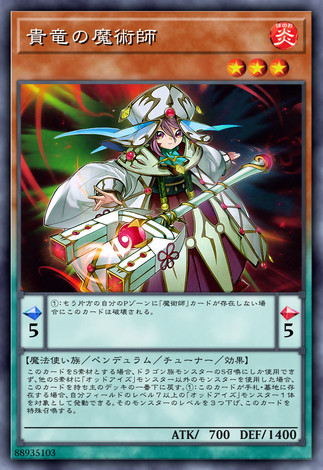 貴竜の魔術師
ほのお
炎
①:もう片方の自分のPゾーンに「魔術師」カードが存在しない場
合にこのカードは破壊される。
5
5
【魔法使い族/ペンデュラム/チューナー/効果】
このカードをS素材とする場合、ドラゴン族モンスターのS召喚にしか使用でき
ず、他のS素材に「オッドアイズ」モンスター以外のモンスターを使用した場合、
このカードを持ち主のデッキの一番下に戻す。①:このカードが手札・墓地に存在
する場合、自分フィールドのレベル7以上の「オッドアイズ」モンスター1体
を対象として発動できる。そのモンスターのレベルを3つ下げ、このカードを
特殊召喚する。
ATK/ 700 DEF/1400
88935103